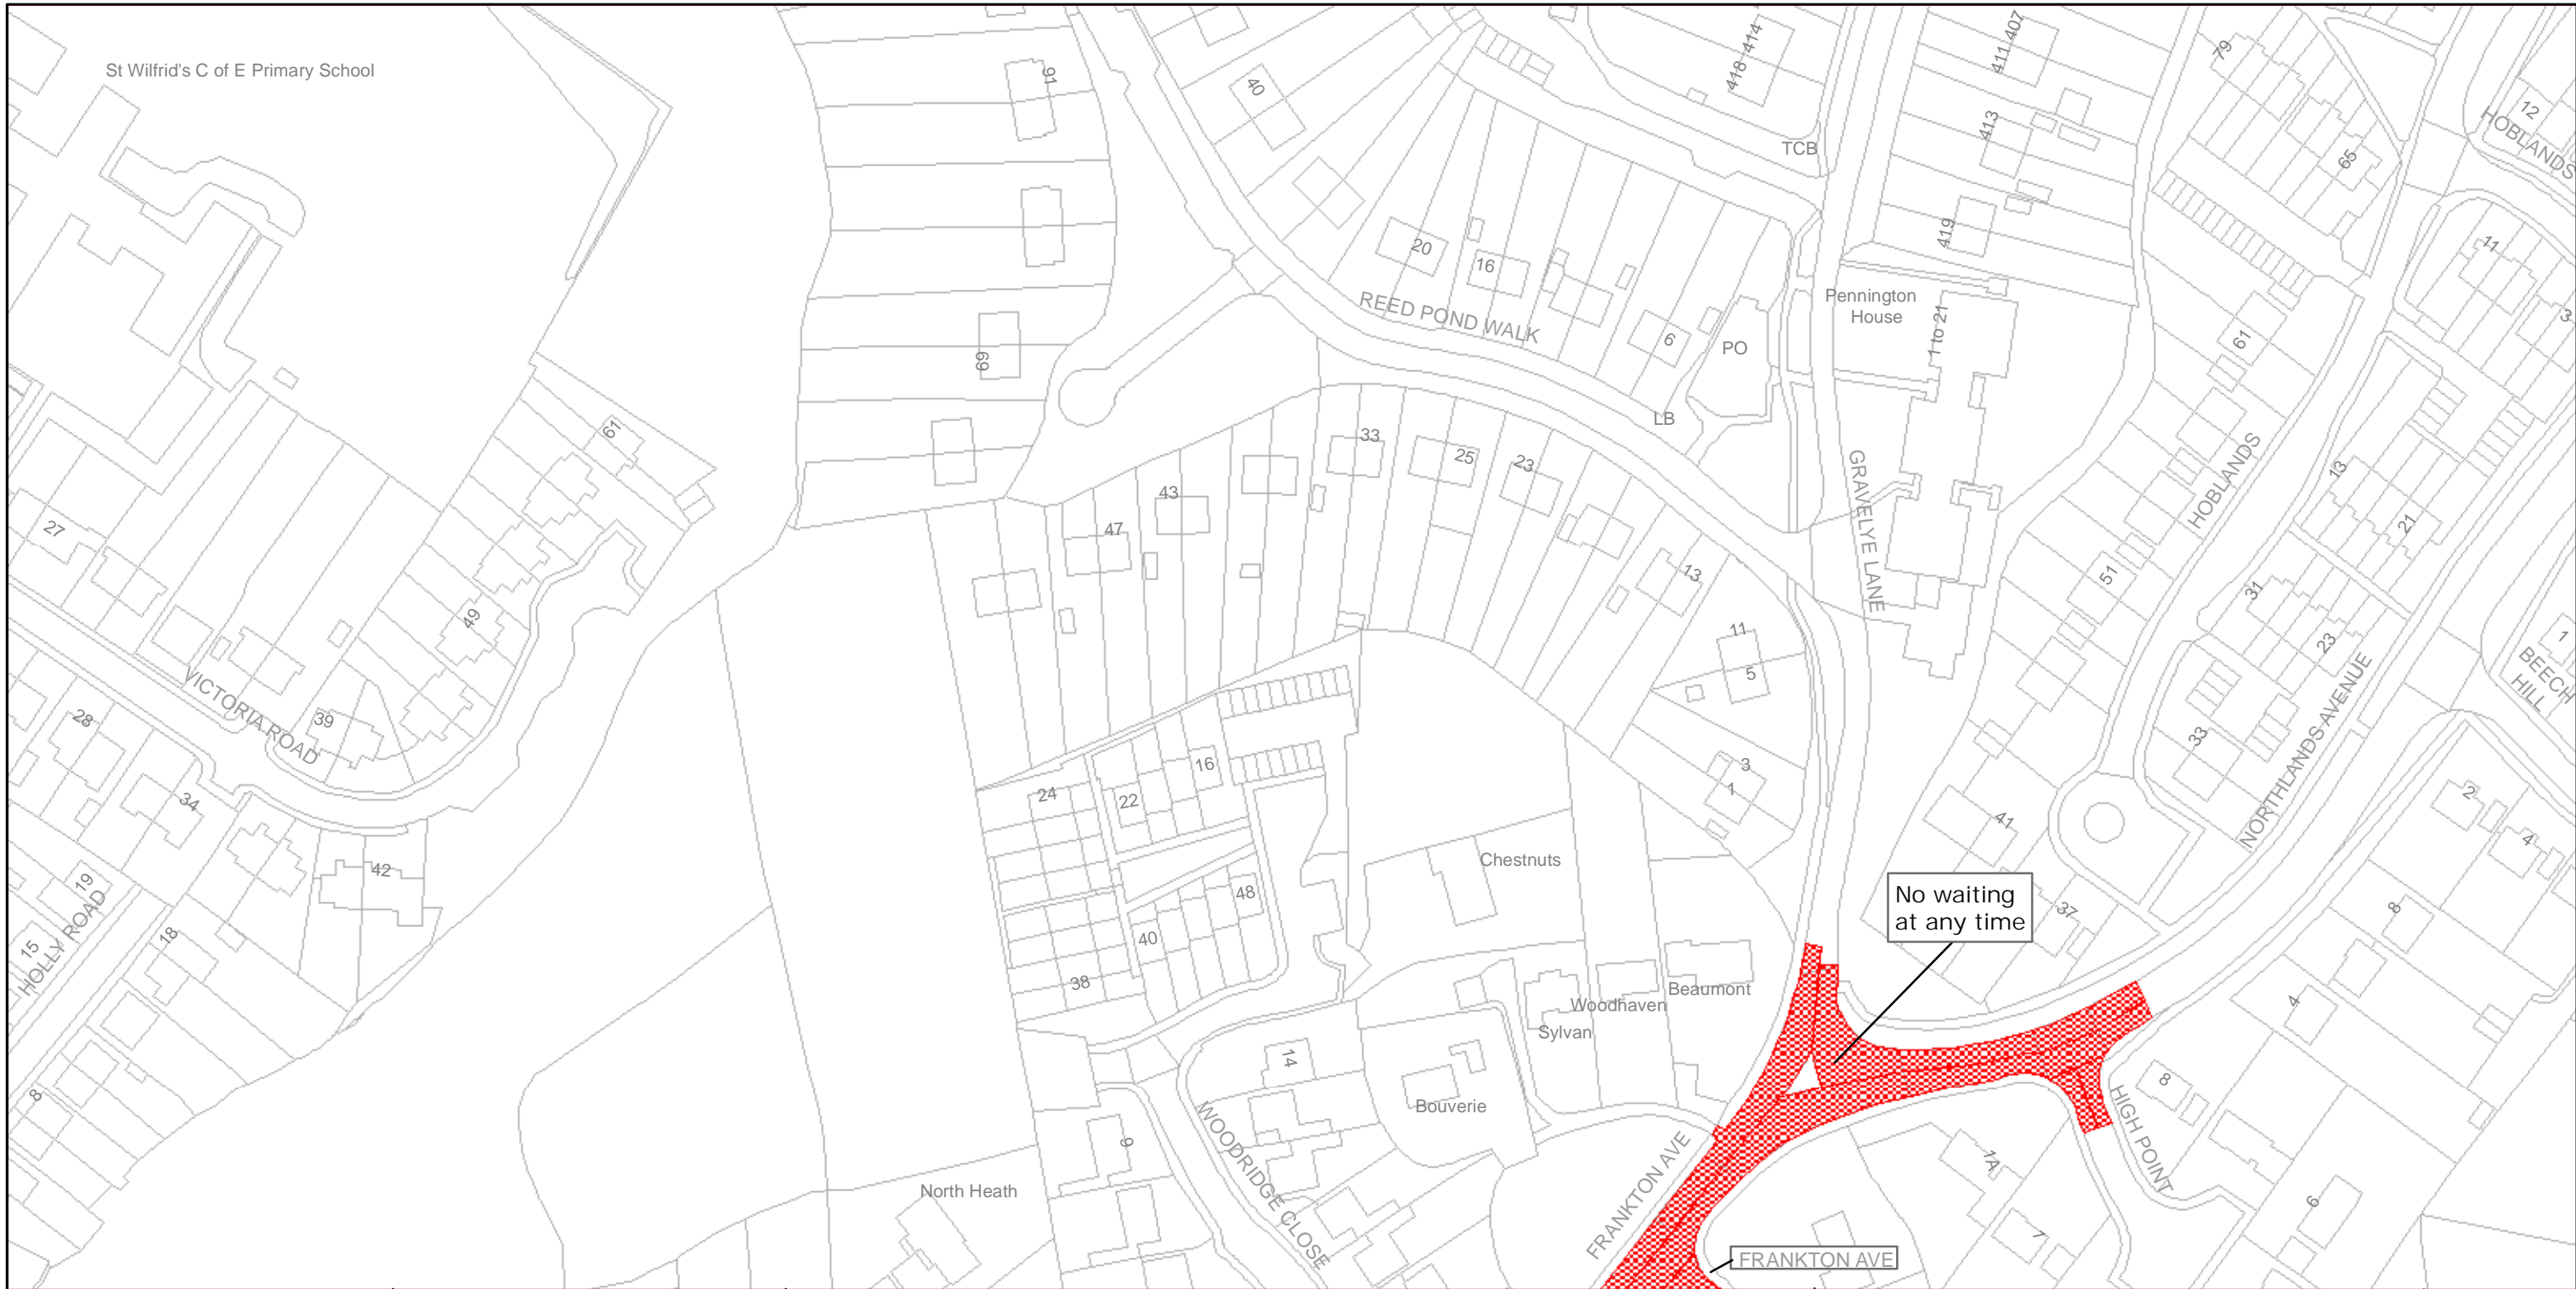 St Wilfrid's C of E Primary School
91
40
418 414
411 407
79
12
HOBLANDS
TCB
413
65
419
11
20
16
REED POND WALK
Pennington
House
1 to 21
61
3
69
6
PO
LB
61
33
25
23
GRAVELYE LANE
HOBLANDS
13
27
43
47
21
13
51
31
49
11
5
23
1
BEECH
HILL
VICTORIA ROAD
28
39
33
NORTHLANDS AVENUE
34
24
22
16
3
1
2
41
4
42
19
HOLLY ROAD
15
18
48
40
38
Chestnuts
No waiting
at any time
37
8
Beaumont
Woodhaven
Sylvan
4
8
14
9
Bouverie
8
HIGH POINT
WOODRIDGE CLOSE
North Heath
FRANKTON AVE
1A
7
6
FRANKTON AVE